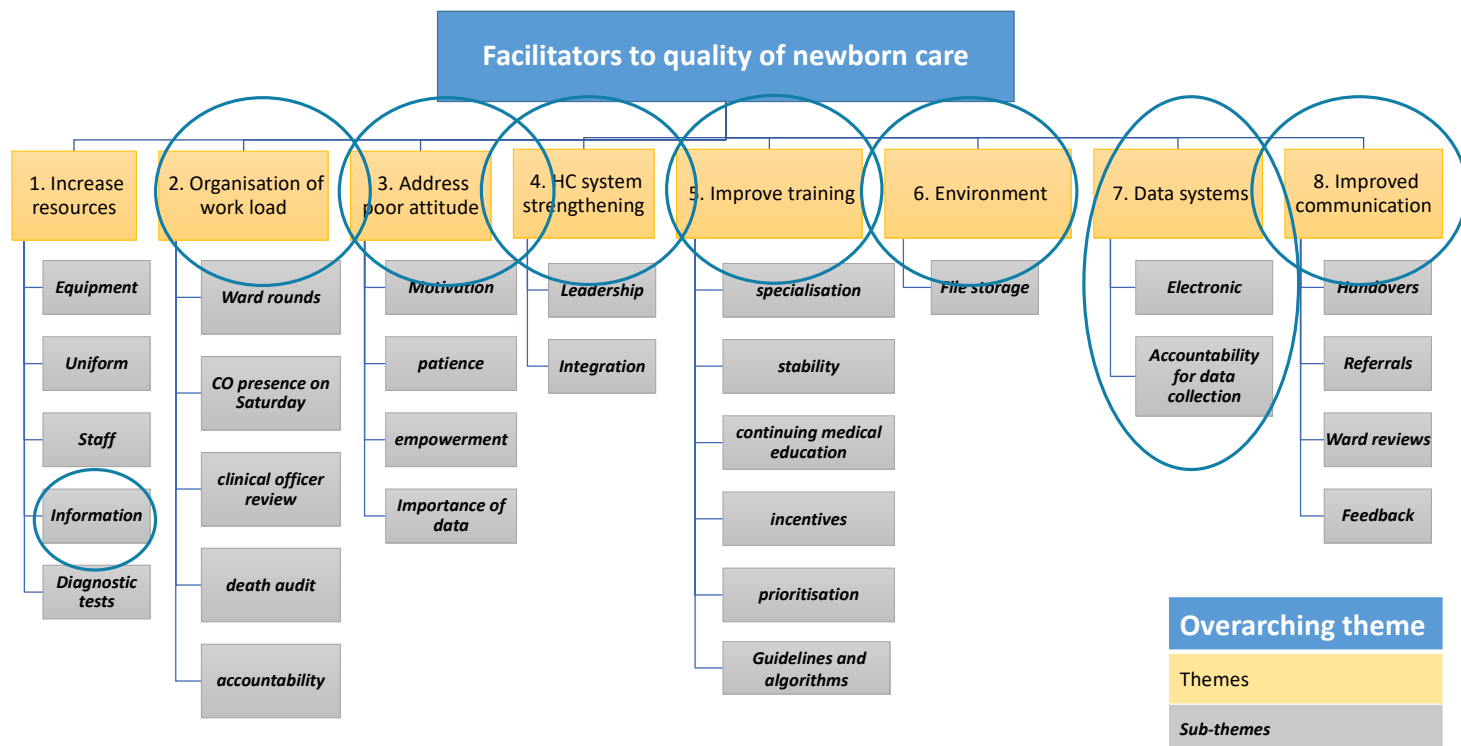 Facilitators to quality of newborn care
1. Increase
resources
Equipment
Uniform
Staff
Information
Diagnostic
tests
2. Organisation of
work load
Ward rounds
CO presence on
Saturday
clinical officer
review
death audit
accountability
3. Address
poor attitude
Motivation
patience
empowerment
Importance of
data
4. HC system
strengthening
Leadership
Integration
5. Improve training
specialisation
stability
continuing medical
education
incentives
prioritisation
Guidelines and
algorithms
6. Environment
File storage
7. Data systems
Electronic
Accountability
for data
collection
8. Improved
communication
Handovers
Referrals
Ward reviews
Feedback
Overarching theme
Themes
Sub-themes